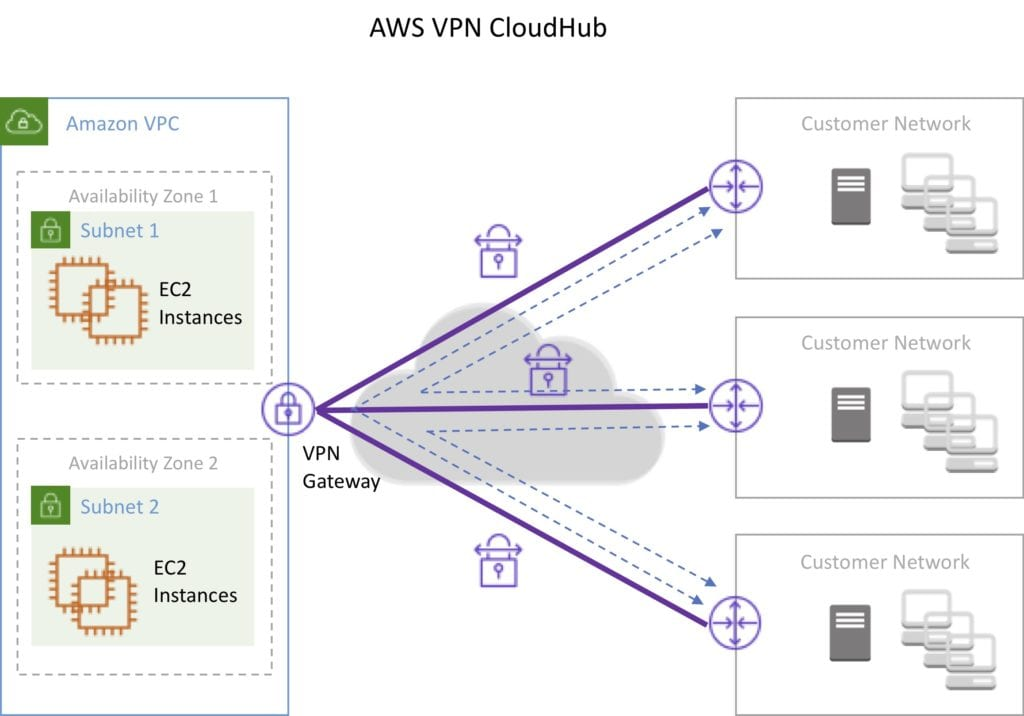 AWS VPN CloudHub
Amazon VPC
Availability Zone 1
Subnet 1
EC2
Instances
VPN
Gateway
Availability Zone 2
Subnet 2
EC2
Instances
Customer Network
Customer Network
Customer Network